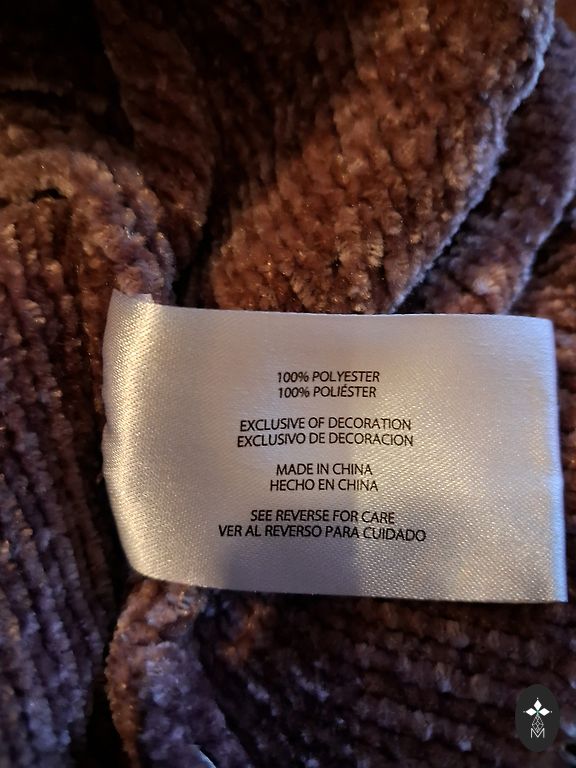 100% POLYESTER
100% POLIÉSTER
EXCLUSIVE OF DECORATION
EXCLUSIVO DE DECORACION
MADE IN CHINA
HECHO EN CHINA
SEE REVERSE FOR CARE
VER AL REVERSO PARA CUIDADO
M